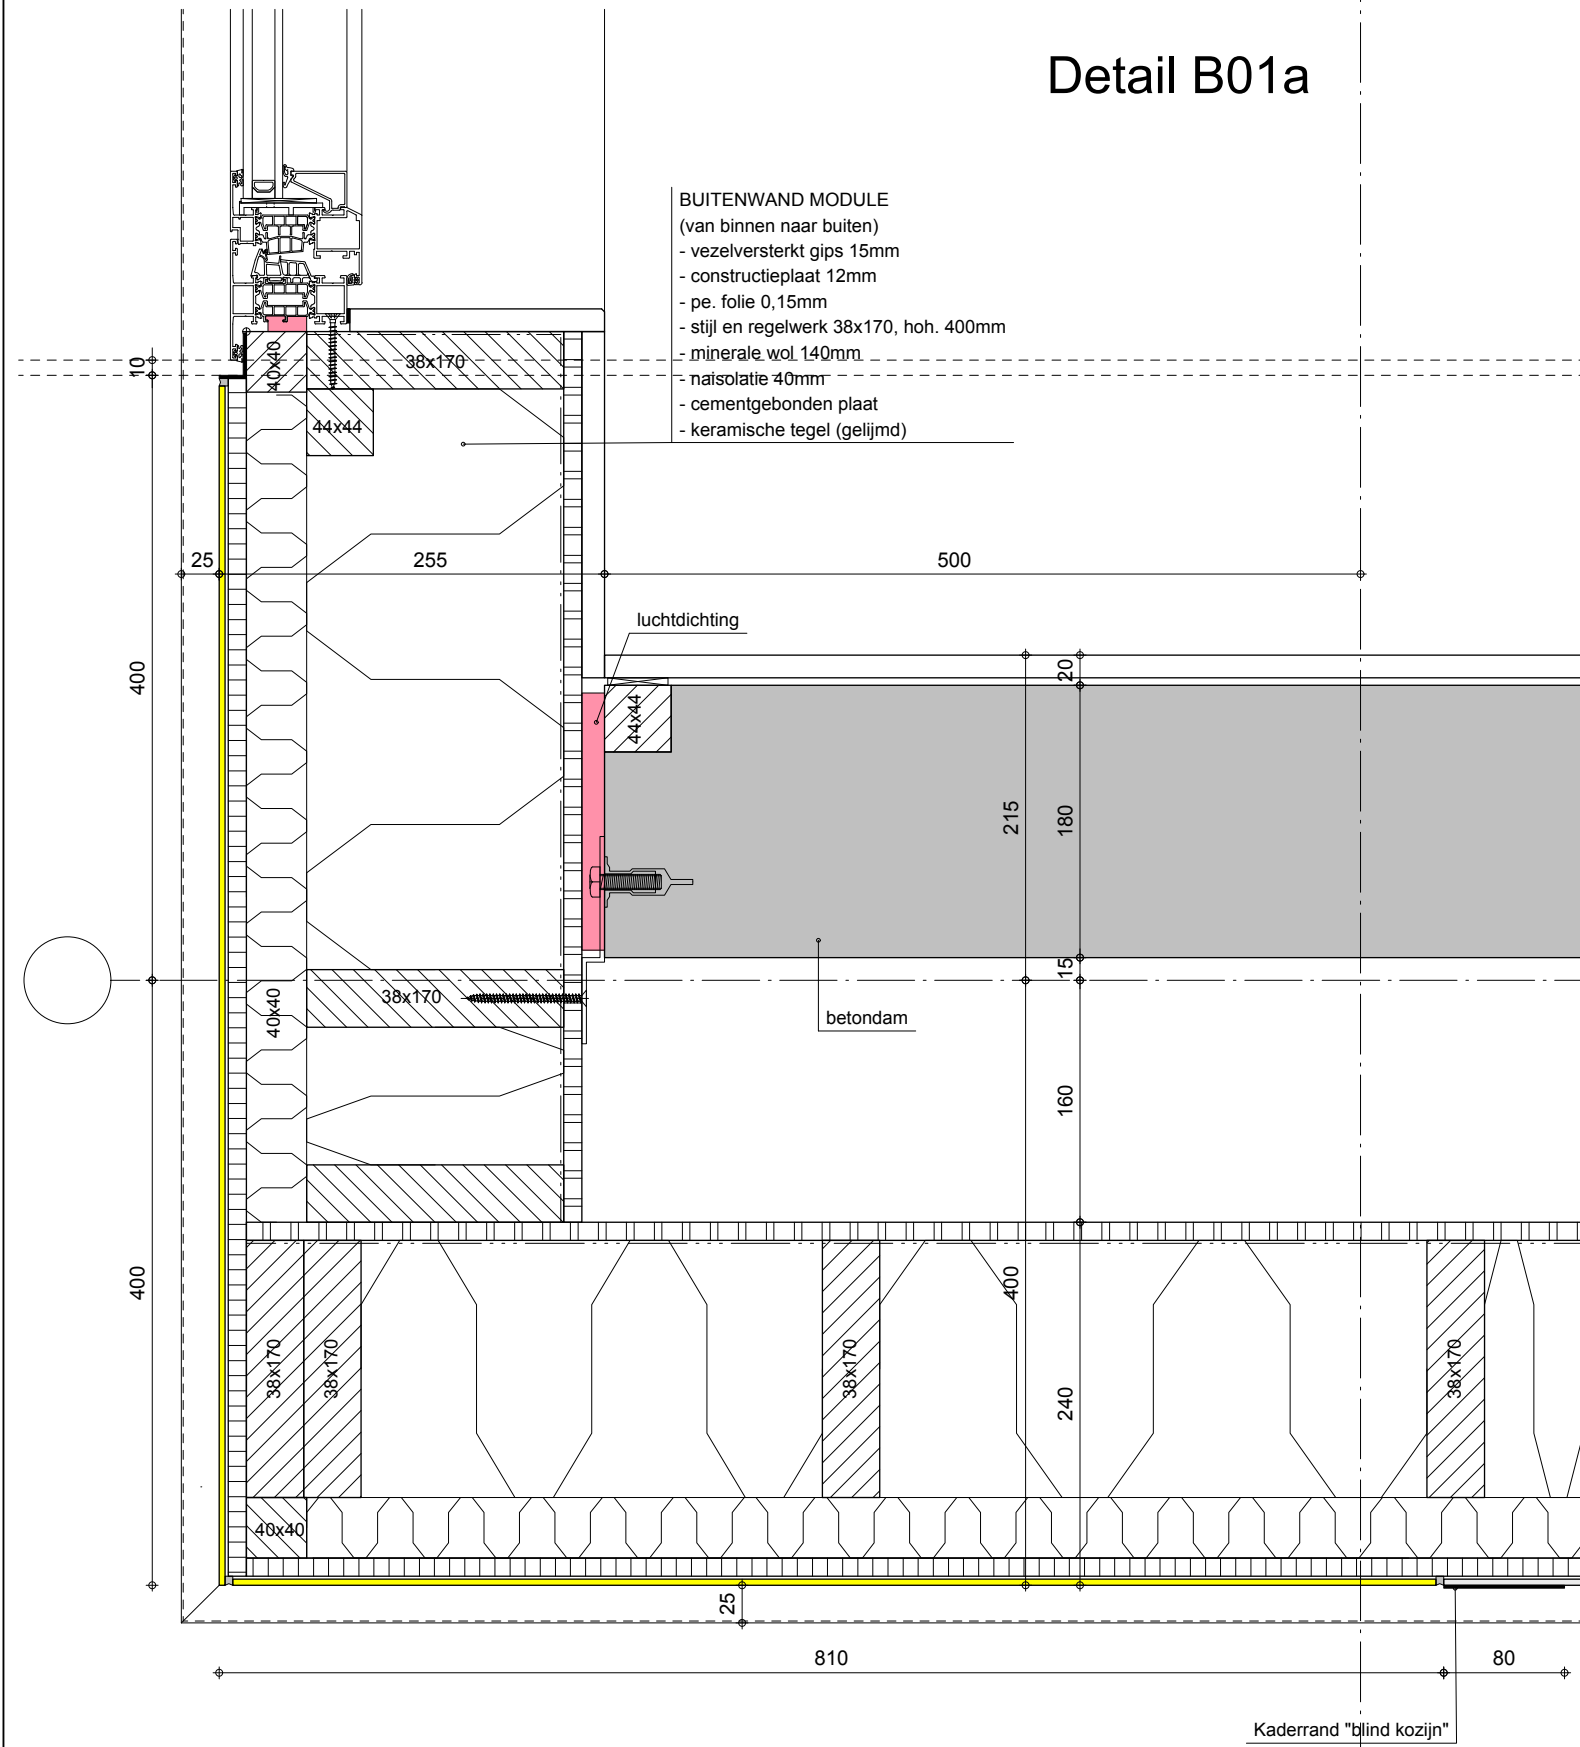 Detail B01a
BUITENWAND MODULE
(van binnen naar buiten)
- vezelversterkt gips 15mm
- constructieplaat 12mm
- pe. folie 0,15mm
- stijl en regelwerk 38x170, hoh. 400mm
- minerale wol 140mm
- naisolatie 40mm
- cementgebonden plaat
- keramische tegel (gelijmd)
10
40x40
38x170
44x44
25
255
500
luchtdichting
400
20
44x44
215
180
15
40x40
38x170
betondam
160
400
400
38x170
38x170
38x170
38x170
240
40x40
25
810
80
Kaderrand "blind kozijn"